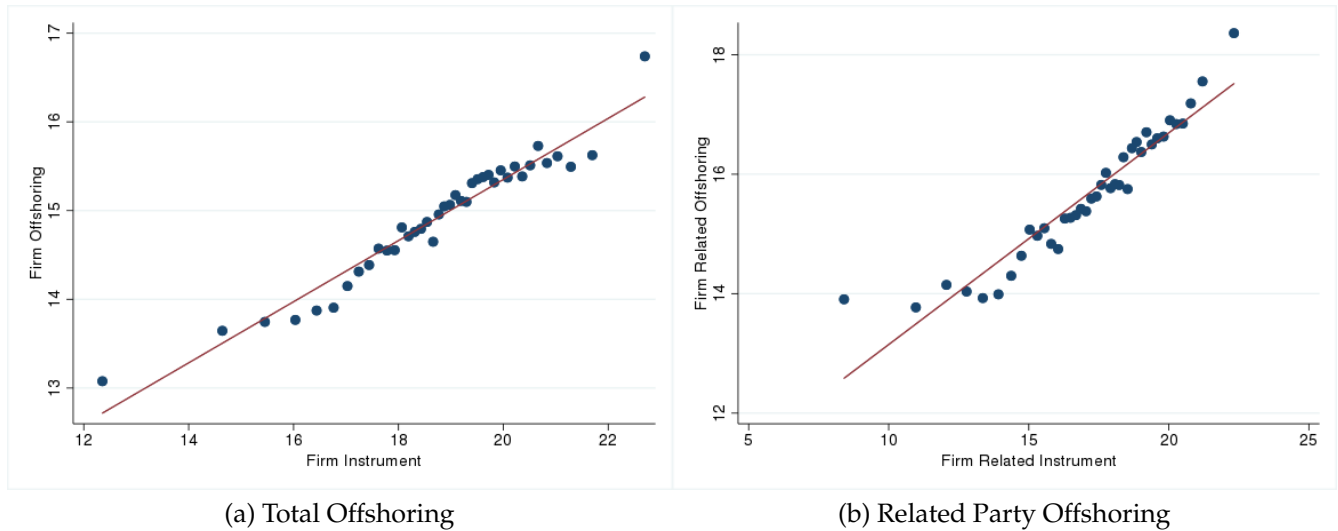 17
16
15
14
13
Firm Offshoring
12 14 16 18 20 22
Firm Instrument
(a) Total Offshoring
18
16
14
12
Firm Related Offshoring
5 10 15 20 25
Firm Related Instrument
(b) Related Party Offshoring